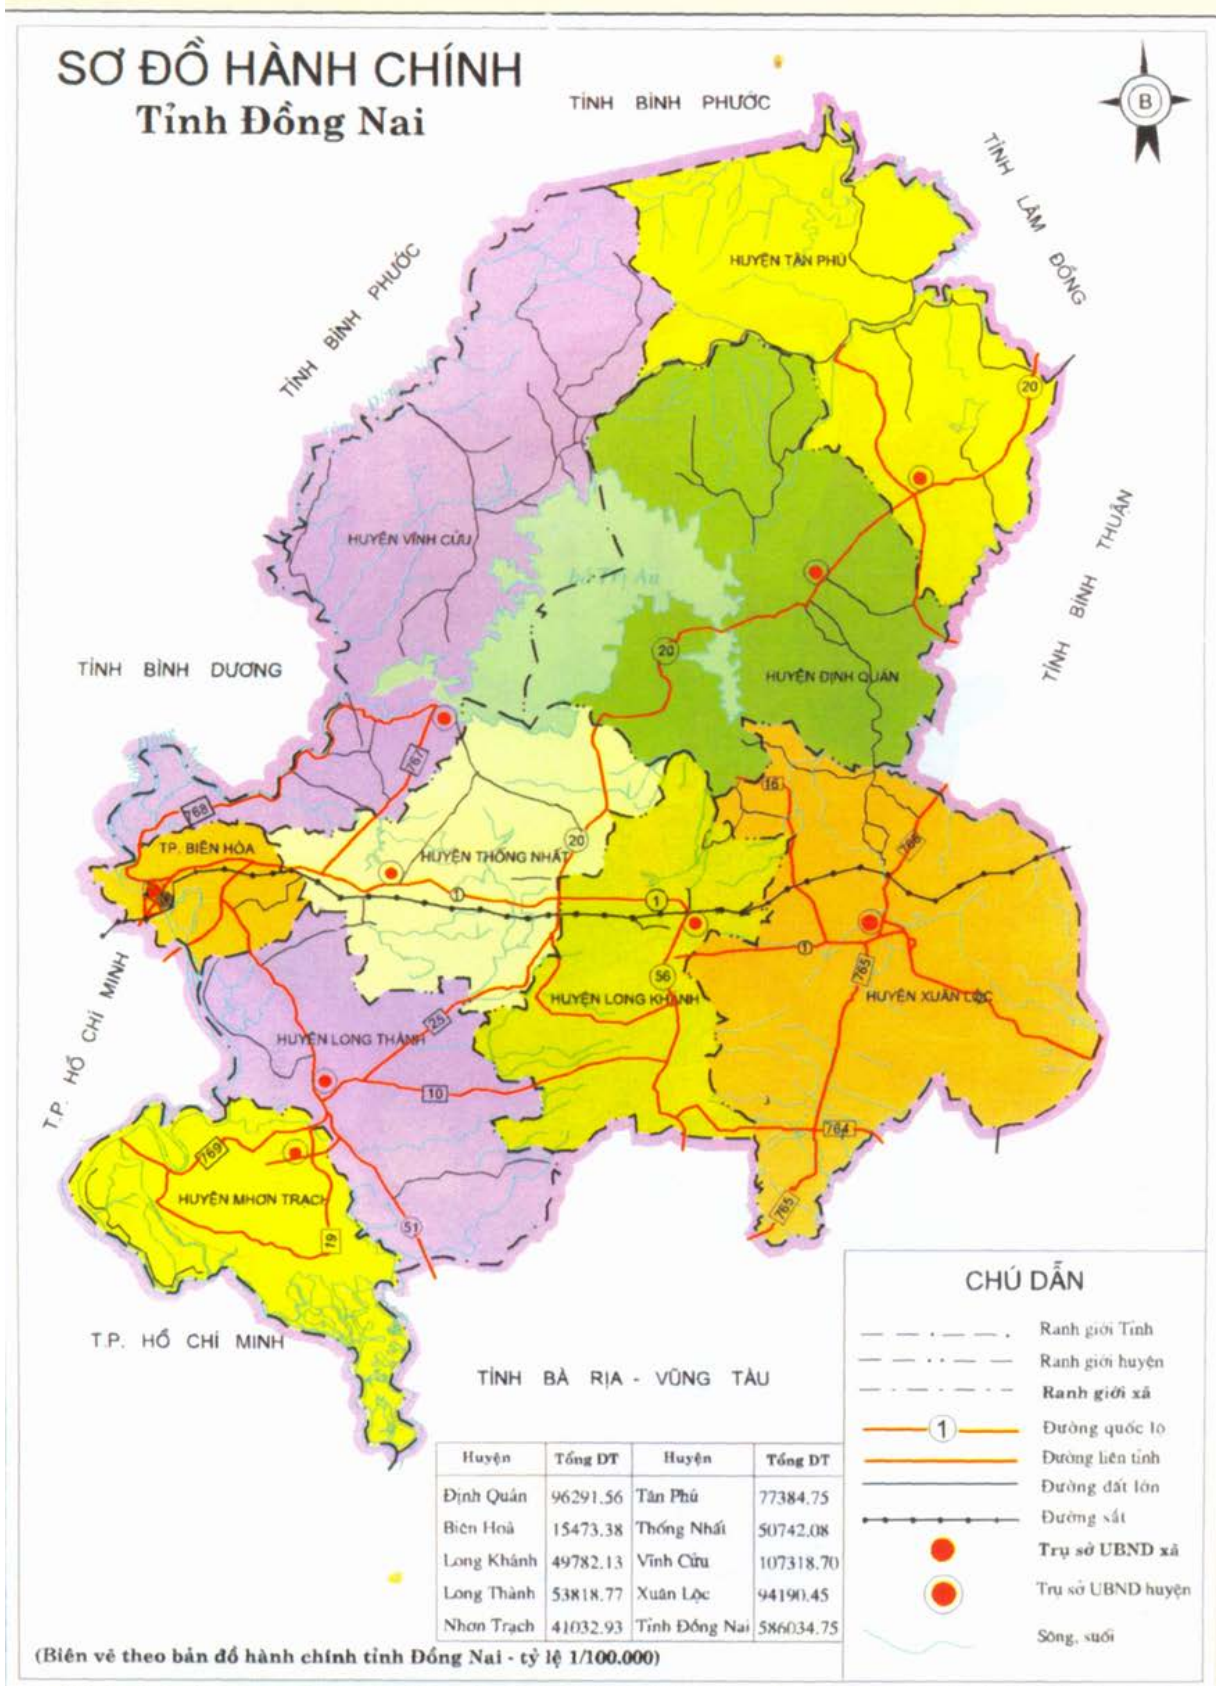 SƠ ĐỒ HÀNH CHÍNH
Tỉnh Đồng Nai
TỈNH BÌNH PHƯỚC
B
TỈNH LÂM ĐỒNG
TỈNH BÌNH PHƯỚC
HUYỆN TÂN PHÚ
20
HUYỆN VĨNH CỬU
TỈNH BÌNH THUẬN
hồ Trị An
TỈNH BÌNH DƯƠNG
20
HUYỆN ĐỊNH QUÁN
767
16
768
TP. BIÊN HÒA
20
HUYỆN THỐNG NHẤT
766
1
1
1
56
765
T.P. HỒ CHÍ MINH
HUYỆN LONG KHÁNH
HUYỆN XUÂN LỘC
25
HUYỆN LONG THÀNH
10
764
769
HUYỆN MHƠN TRẠCH
765
19
51
T.P. HỒ CHÍ MINH
TỈNH BÀ RỊA - VŨNG TÀU
CHÚ DẪN
Ranh giới Tỉnh
Ranh giới huyện
Ranh giới xã
1 Đường quốc lộ
Đường liên tỉnh
Đường đất lớn
Đường sắt
Trụ sở UBND xã
Trụ sở UBND huyện
Sông, suối
Huyện Tổng DT Huyện Tổng DT
Định Quán 96291.56 Tân Phú 77384.75
Biên Hoà 15473.38 Thống Nhất 50742.08
Long Khánh 49782.13 Vĩnh Cửu 107318.70
Long Thành 53818.77 Xuân Lộc 94190.45
Nhơn Trạch 41032.93 Tỉnh Đồng Nai 586034.75
(Biên vẽ theo bản đồ hành chính tỉnh Đồng Nai - tỷ lệ 1/100.000)